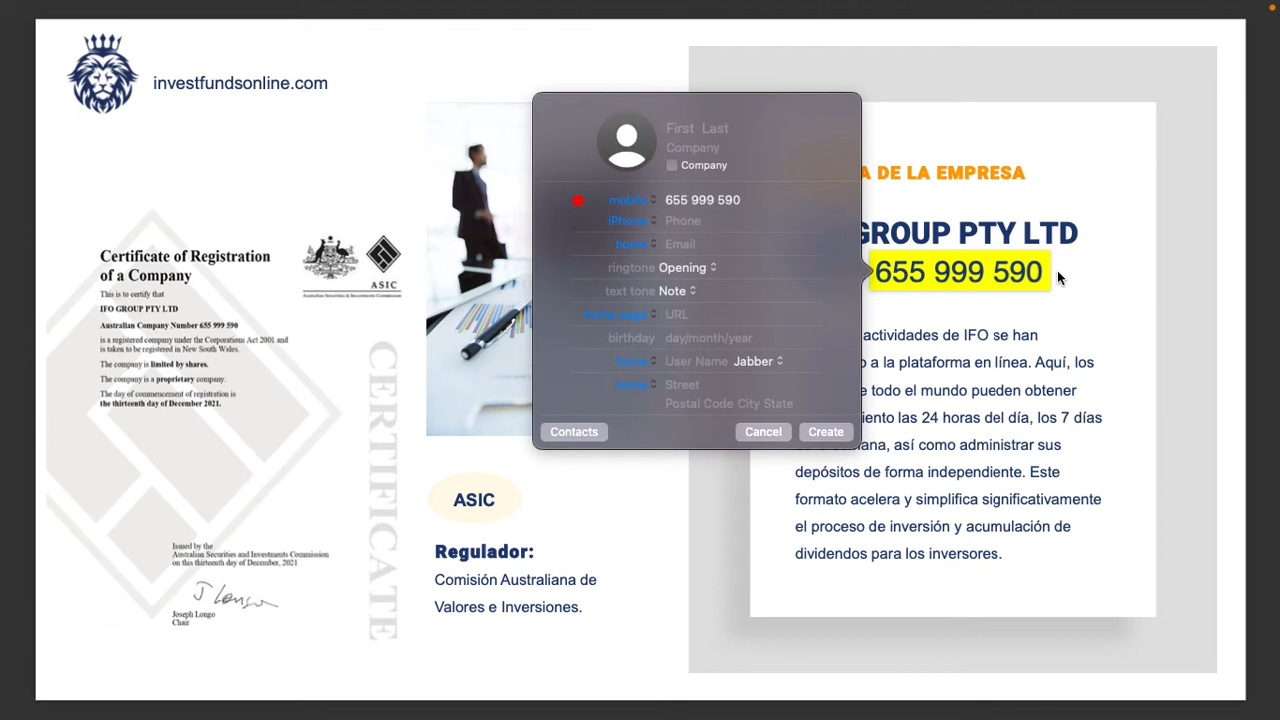 investfundsonline.com
Certificate of Registration
of a Company
This is to certify that
IFO GROUP PTY LTD
Australian Company Number 655 999 590
is a registered company under the Corporations Act 2001 and
is taken to be registered in New South Wales.
The company is limited by shares.
The company is a proprietary company.
The day of commencement of registration is
the thirteenth day of December 2021.
ASIC
Australian Securities and Investments Commission
CERTIFICATE
Issued by the
Australian Securities and Investments Commission
on this thirteenth day of December, 2021
Joseph Longo
Chair
ASIC
Regulador:
Comisión Australiana de
Valores e Inversiones.
First Last
Company
Company
mobile 655 999 590
iPhone Phone
home Email
ringtone Opening
text tone Note
home page URL
birthday day/month/year
home User Name Jabber
home Street
Postal Code City State
Contacts Cancel Create
DE LA EMPRESA
GROUP PTY LTD
655 999 590
actividades de IFO se han
a la plataforma en línea. Aquí, los
todo el mundo pueden obtener
las 24 horas del día, los 7 días
así como administrar sus
depósitos de forma independiente. Este
formato acelera y simplifica significativamente
el proceso de inversión y acumulación de
dividendos para los inversores.